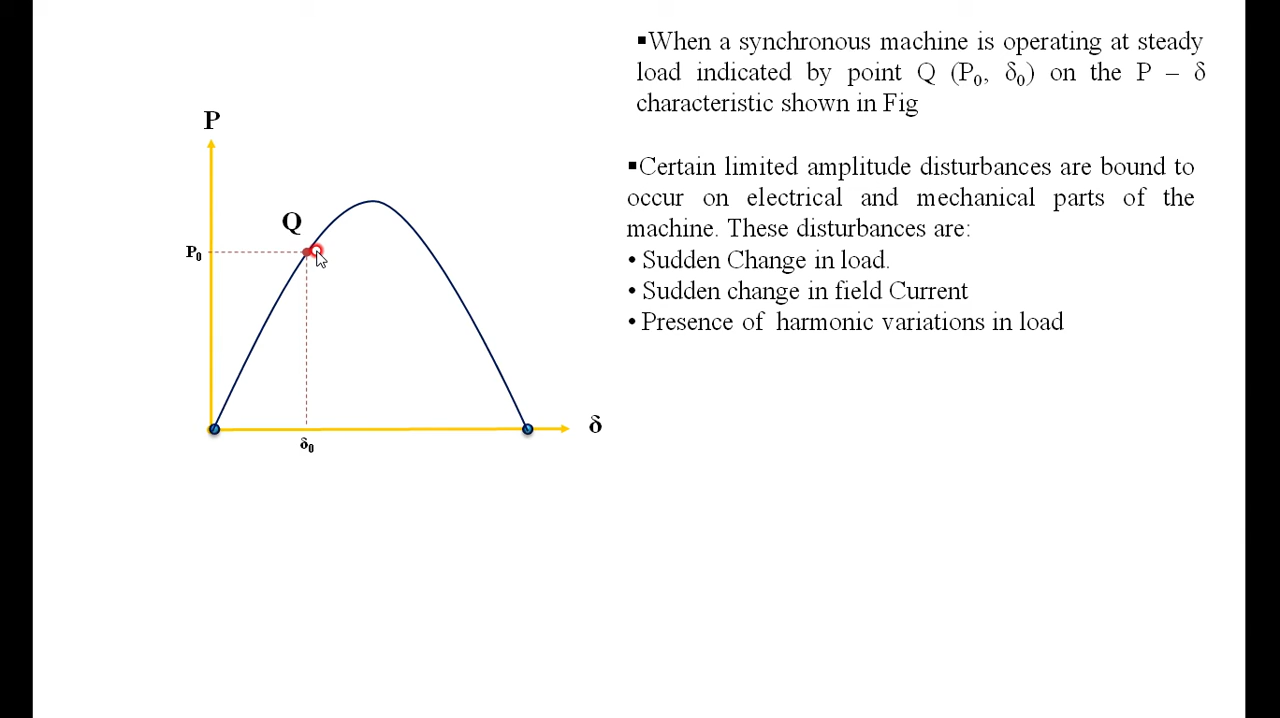 ▪When a synchronous machine is operating at steady
load indicated by point Q (P₀, δ₀) on the P – δ
characteristic shown in Fig
▪Certain limited amplitude disturbances are bound to
occur on electrical and mechanical parts of the
machine. These disturbances are:
• Sudden Change in load.
• Sudden change in field Current
• Presence of harmonic variations in load
P
Q
P₀
δ
δ₀